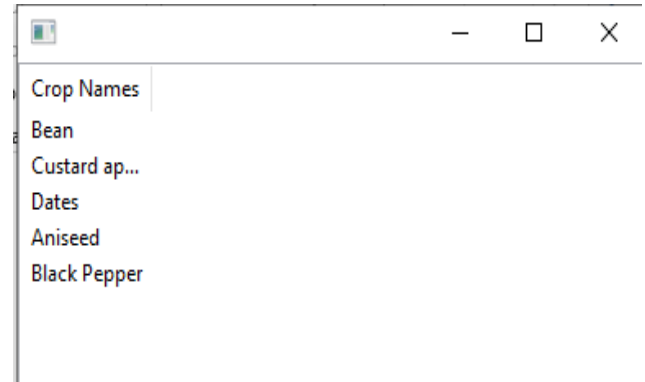 Crop Names
Bean
Custard ap...
Dates
Aniseed
Black Pepper